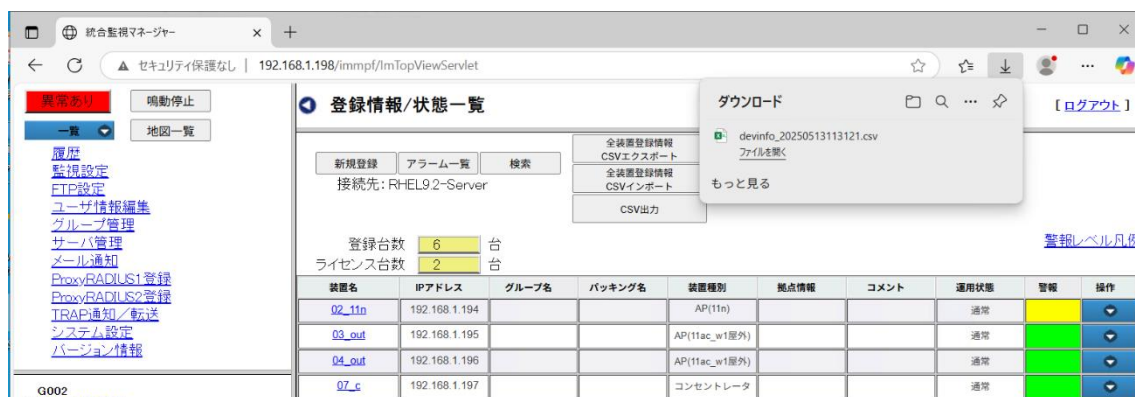 統合監視マネージャー
セキュリティ保護なし 192.168.1.198/immpf/ImTopViewServlet
異常あり 鳴動停止
一覧 地図一覧
履歴
監視設定
FTP設定
ユーザ情報編集
グループ管理
サーバ管理
メール通知
ProxyRADIUS1登録
ProxyRADIUS2登録
TRAP通知/転送
システム設定
バージョン情報
G002
登録情報/状態一覧
[ログアウト]
新規登録 アラーム一覧 検索
接続先：RHEL9.2-Server
全装置登録情報
CSVエクスポート
全装置登録情報
CSVインポート
CSV出力
ダウンロード
devinfo_20250513113121.csv
ファイルを開く
もっと見る
登録台数 6 台
ライセンス台数 2 台
警報レベル凡例
装置名 IPアドレス グループ名 パッキング名 装置種別 拠点情報 コメント 運用状態 警報 操作
02_11n 192.168.1.194 AP(11n) 通常
03_out 192.168.1.195 AP(11ac_w1屋外) 通常
04_out 192.168.1.196 AP(11ac_w1屋外) 通常
07_c 192.168.1.197 コンセントレータ 通常